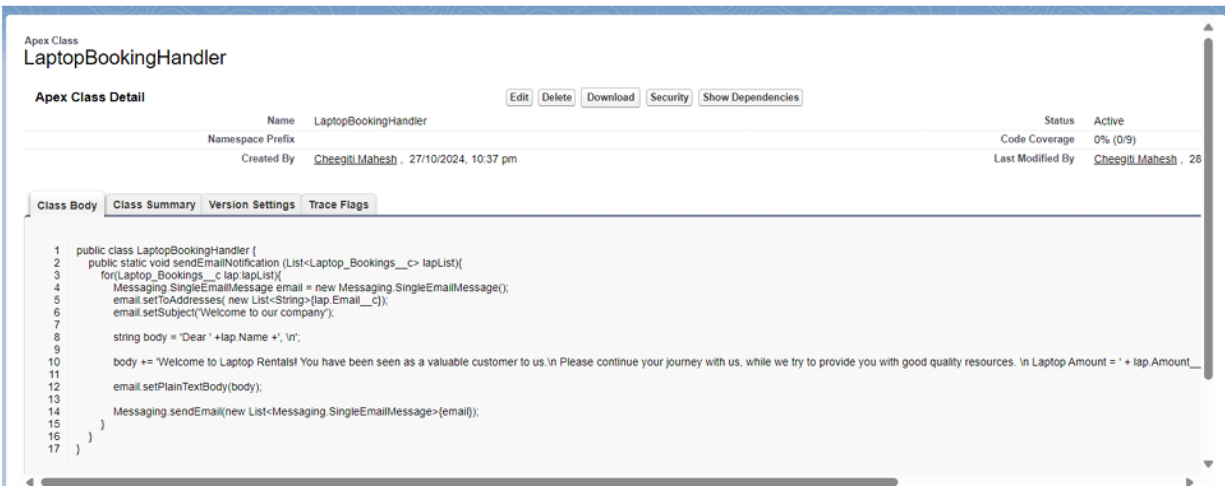 Apex Class
LaptopBookingHandler
Apex Class Detail
Edit Delete Download Security Show Dependencies
Name LaptopBookingHandler Status Active
Namespace Prefix Code Coverage 0% (0/9)
Created By Cheegiti Mahesh , 27/10/2024, 10:37 pm Last Modified By Cheegiti Mahesh , 28
Class Body Class Summary Version Settings Trace Flags
1 public class LaptopBookingHandler {
2 public static void sendEmailNotification (List<Laptop_Bookings__c> lapList){
3 for(Laptop_Bookings__c lap:lapList){
4 Messaging.SingleEmailMessage email = new Messaging.SingleEmailMessage();
5 email.setToAddresses( new List<String>{lap.Email__c});
6 email.setSubject('Welcome to our company');
7
8 string body = 'Dear ' +lap.Name +', \n';
9
10 body += 'Welcome to Laptop Rentals! You have been seen as a valuable customer to us.\n Please continue your journey with us, while we try to provide you with good quality resources. \n Laptop Amount = ' + lap.Amount__
11
12 email.setPlainTextBody(body);
13
14 Messaging.sendEmail(new List<Messaging.SingleEmailMessage>{email});
15 }
16 }
17 }